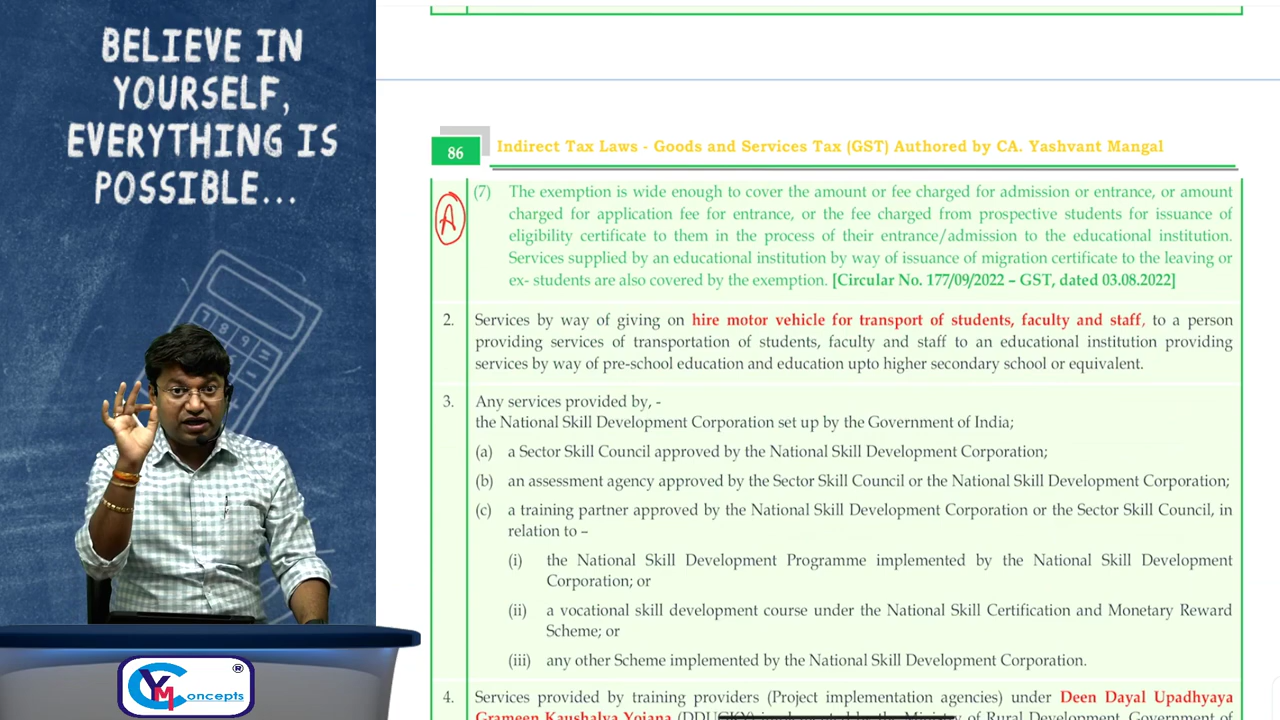 BELIEVE IN
YOURSELF,
EVERYTHING IS
POSSIBLE...
YM Concepts ®
86
Indirect Tax Laws - Goods and Services Tax (GST) Authored by CA. Yashvant Mangal
A
(7) The exemption is wide enough to cover the amount or fee charged for admission or entrance, or amount
charged for application fee for entrance, or the fee charged from prospective students for issuance of
eligibility certificate to them in the process of their entrance/admission to the educational institution.
Services supplied by an educational institution by way of issuance of migration certificate to the leaving or
ex- students are also covered by the exemption. [Circular No. 177/09/2022 – GST, dated 03.08.2022]
2. Services by way of giving on hire motor vehicle for transport of students, faculty and staff, to a person
providing services of transportation of students, faculty and staff to an educational institution providing
services by way of pre-school education and education upto higher secondary school or equivalent.
3. Any services provided by, -
the National Skill Development Corporation set up by the Government of India;
(a) a Sector Skill Council approved by the National Skill Development Corporation;
(b) an assessment agency approved by the Sector Skill Council or the National Skill Development Corporation;
(c) a training partner approved by the National Skill Development Corporation or the Sector Skill Council, in
relation to –
(i) the National Skill Development Programme implemented by the National Skill Development
Corporation; or
(ii) a vocational skill development course under the National Skill Certification and Monetary Reward
Scheme; or
(iii) any other Scheme implemented by the National Skill Development Corporation.
4. Services provided by training providers (Project implementation agencies) under Deen Dayal Upadhyaya
Grameen Kaushalya Yojana (DDUGKY) implemented by the Ministry of Rural Development, Government of